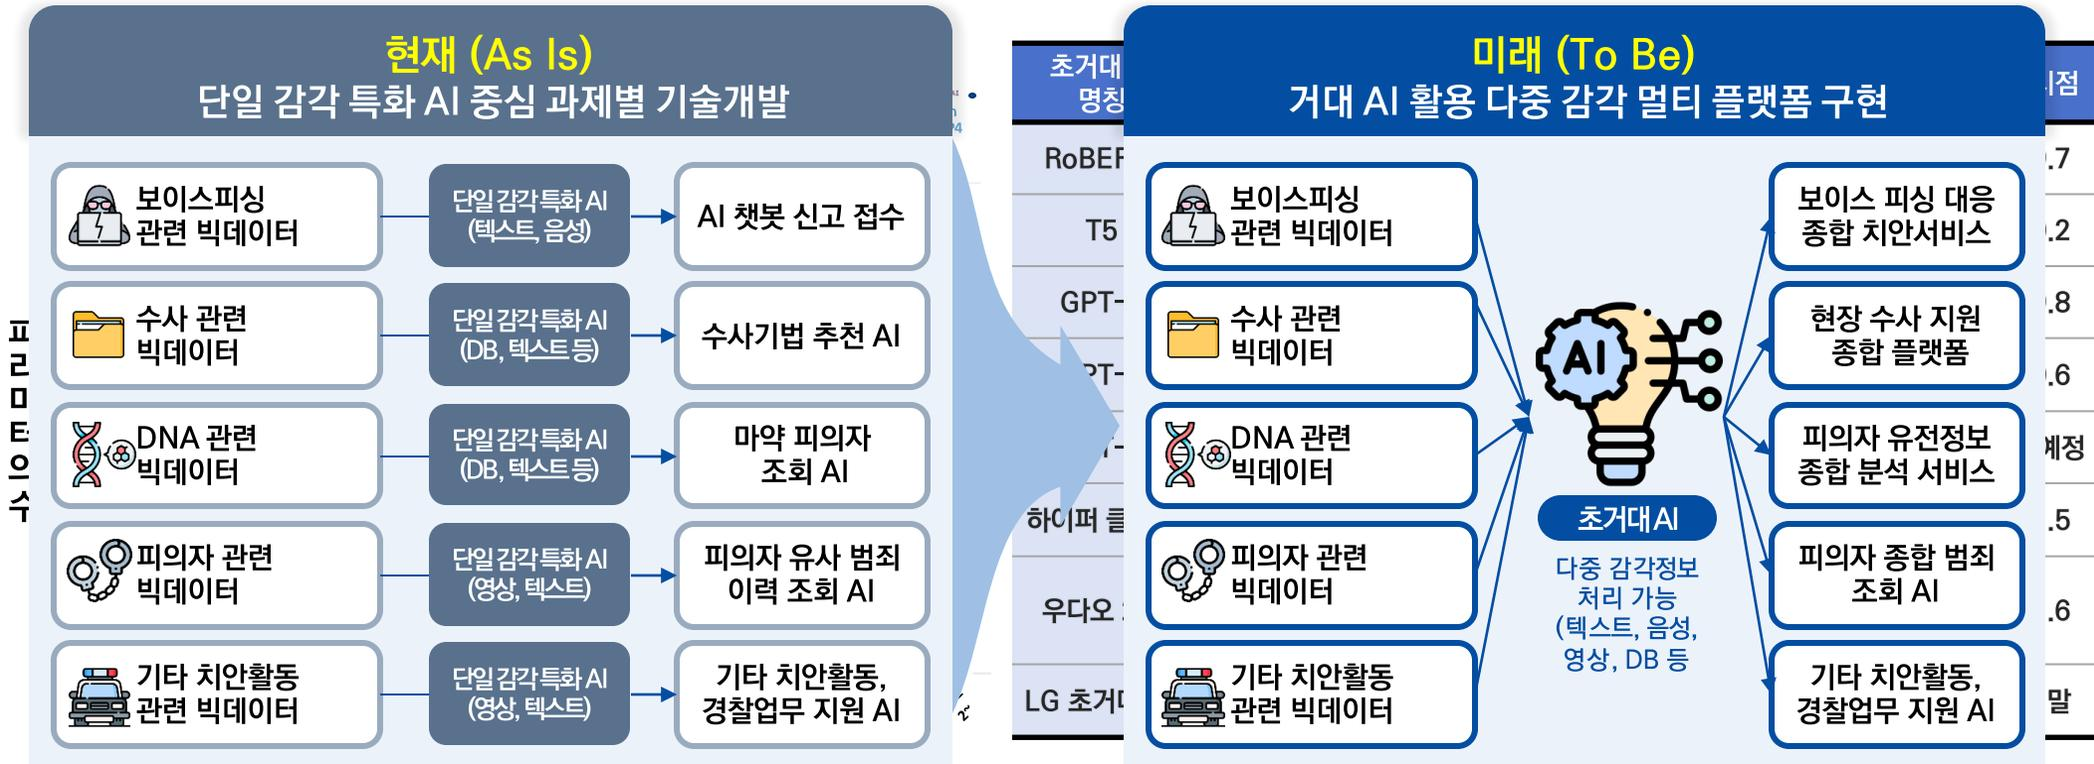 현재 (As Is)
단일 감각 특화 AI 중심 과제별 기술개발
보이스피싱
관련 빅데이터
단일 감각 특화 AI
(텍스트, 음성)
AI 챗봇 신고 접수
수사 관련
빅데이터
단일 감각 특화 AI
(DB, 텍스트 등)
수사기법 추천 AI
DNA 관련
빅데이터
단일 감각 특화 AI
(DB, 텍스트 등)
마약 피의자
조회 AI
피의자 관련
빅데이터
단일 감각 특화 AI
(영상, 텍스트)
피의자 유사 범죄
이력 조회 AI
기타 치안활동
관련 빅데이터
단일 감각 특화 AI
(영상, 텍스트)
기타 치안활동,
경찰업무 지원 AI
초거대
명칭
T5
GPT-
하이퍼 클
우다오
LG 초거대
미래 (To Be)
거대 AI 활용 다중 감각 멀티 플랫폼 구현
보이스피싱
관련 빅데이터
수사 관련
빅데이터
DNA 관련
빅데이터
피의자 관련
빅데이터
기타 치안활동
관련 빅데이터
AI
초거대 AI
다중 감각정보
처리 가능
(텍스트, 음성,
영상, DB 등
보이스 피싱 대응
종합 치안서비스
현장 수사 지원
종합 플랫폼
피의자 유전정보
종합 분석 서비스
피의자 종합 범죄
조회 AI
기타 치안활동,
경찰업무 지원 AI
.7
.2
.8
.6
예정
.5
.6
말